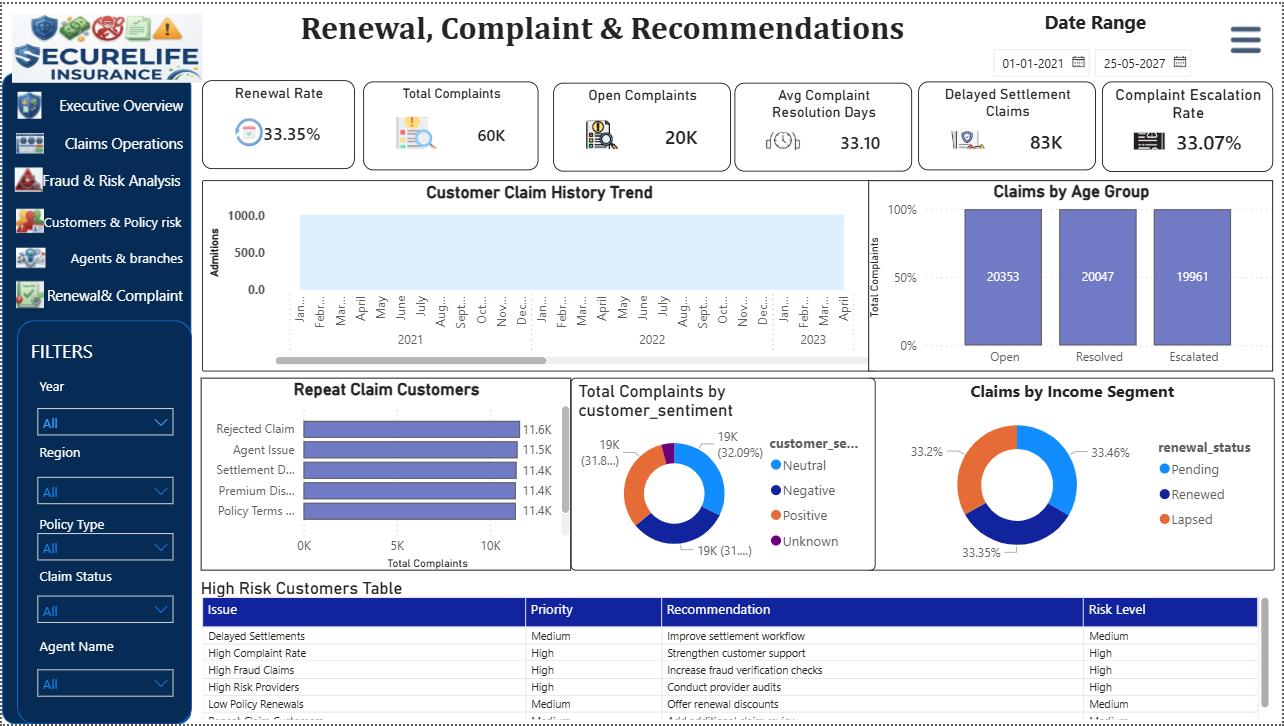 SECURELIFE
INSURANCE
Renewal, Complaint & Recommendations
Date Range
01-01-2021
25-05-2027
Executive Overview
Claims Operations
Fraud & Risk Analysis
Customers & Policy risk
Agents & branches
Renewal& Complaint
FILTERS
Year
All
Region
All
Policy Type
All
Claim Status
All
Agent Name
All
Renewal Rate
33.35%
Total Complaints
60K
Open Complaints
20K
Avg Complaint
Resolution Days
33.10
Delayed Settlement
Claims
83K
Complaint Escalation
Rate
33.07%
Customer Claim History Trend
Admitions
1000.0
500.0
0.0
Jan...
Febr...
Mar...
April
May
June
July
Aug...
Sept...
Oct...
Nov...
Dec...
Jan...
Febr...
Mar...
April
May
June
July
Aug...
Sept...
Oct...
Nov...
Dec...
Jan...
Febr...
Mar...
April
2021
2022
2023
Claims by Age Group
Total Complaints
100%
50%
0%
20353
20047
19961
Open
Resolved
Escalated
Repeat Claim Customers
Rejected Claim
11.6K
Agent Issue
11.5K
Settlement D...
11.4K
Premium Dis...
11.4K
Policy Terms ...
11.4K
0K
5K
10K
Total Complaints
Total Complaints by
customer_sentiment
19K
(32.09%)
19K
(31.8...)
19K (31....)
customer_se...
Neutral
Negative
Positive
Unknown
Claims by Income Segment
33.2%
33.46%
33.35%
renewal_status
Pending
Renewed
Lapsed
High Risk Customers Table
Issue Priority Recommendation Risk Level
Delayed Settlements Medium Improve settlement workflow Medium
High Complaint Rate High Strengthen customer support High
High Fraud Claims High Increase fraud verification checks High
High Risk Providers High Conduct provider audits High
Low Policy Renewals Medium Offer renewal discounts Medium